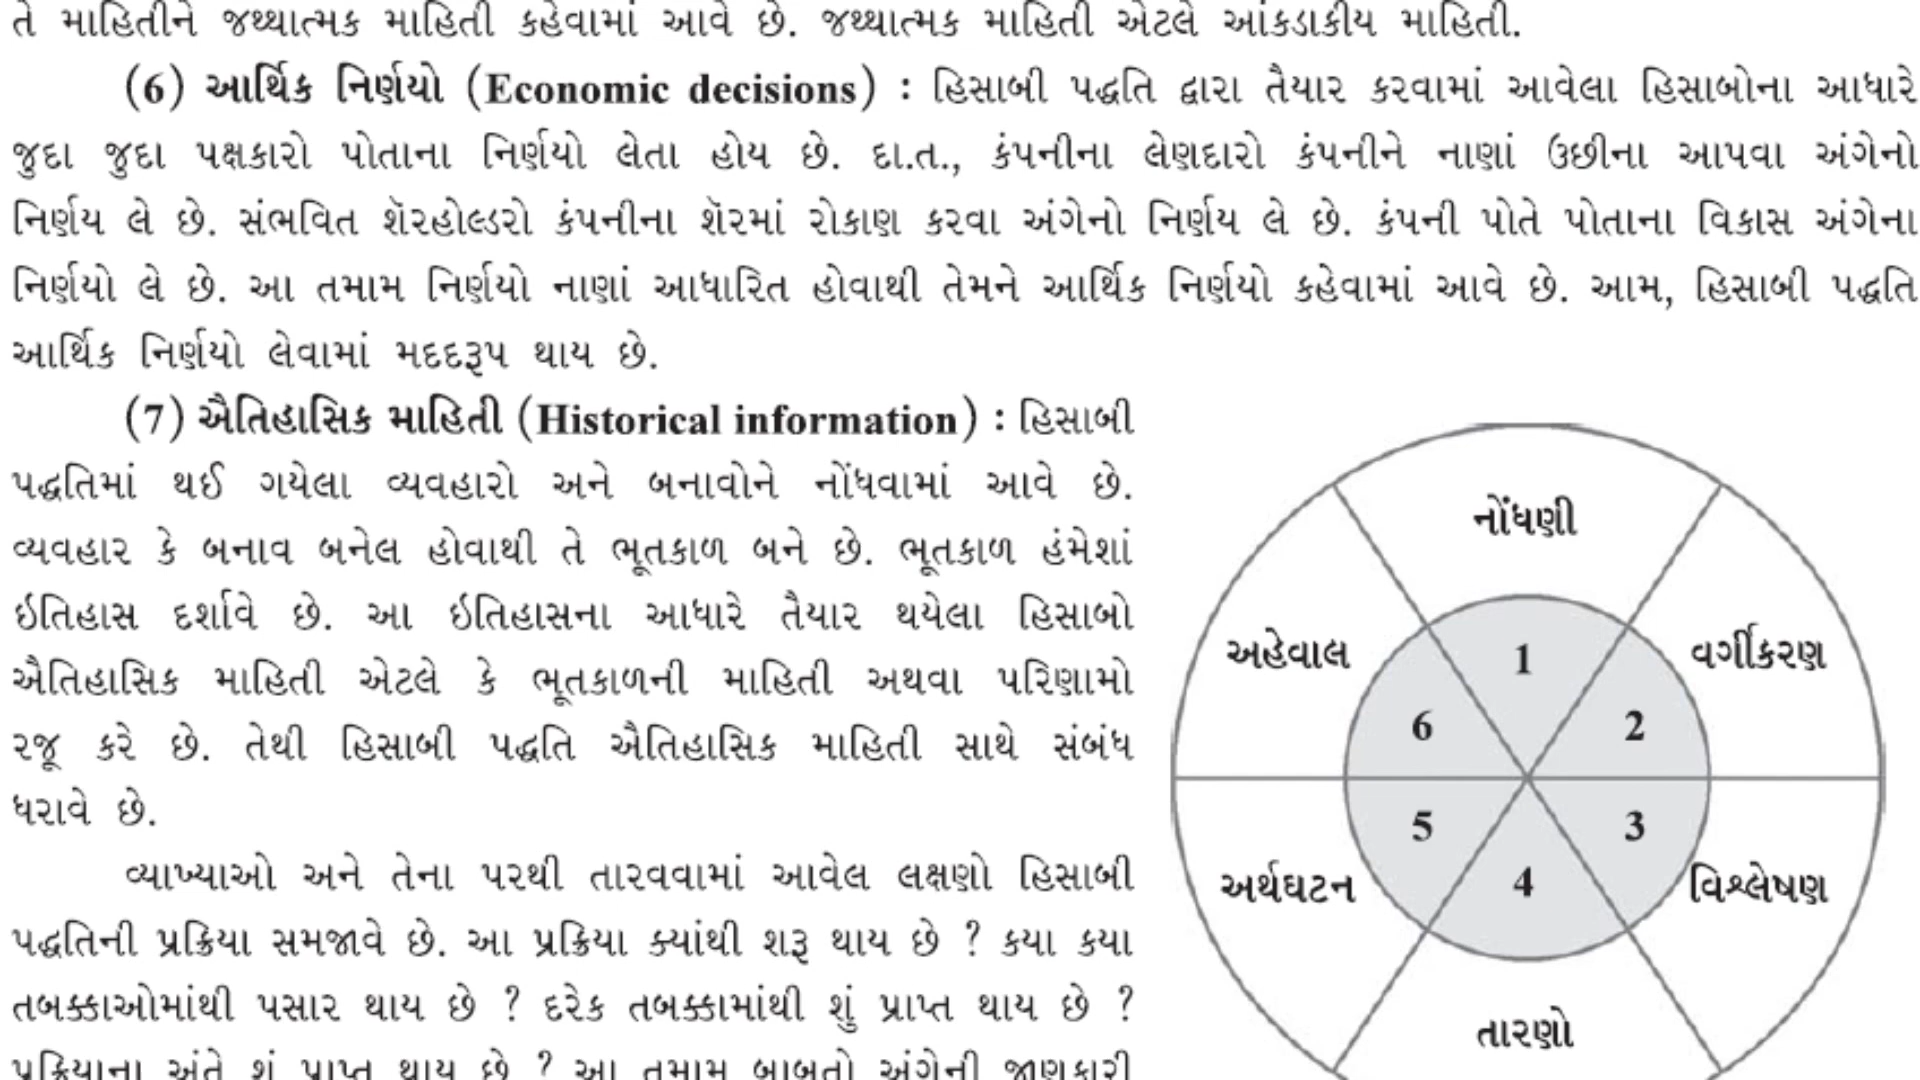 તે માહિતીને જથ્થાત્મક માહિતી કહેવામાં આવે છે. જથ્થાત્મક માહિતી એટલે આંકડાકીય માહિતી.
(6) આર્થિક નિર્ણયો (Economic decisions) : હિસાબી પદ્ધતિ દ્વારા તૈયાર કરવામાં આવેલા હિસાબોના આધારે
જુદા જુદા પક્ષકારો પોતાના નિર્ણયો લેતા હોય છે. દા.ત., કંપનીના લેણદારો કંપનીને નાણાં ઉછીના આપવા અંગેનો
નિર્ણય લે છે. સંભવિત શૅરહોલ્ડરો કંપનીના શૅરમાં રોકાણ કરવા અંગેનો નિર્ણય લે છે. કંપની પોતે પોતાના વિકાસ અંગેના
નિર્ણયો લે છે. આ તમામ નિર્ણયો નાણાં આધારિત હોવાથી તેમને આર્થિક નિર્ણયો કહેવામાં આવે છે. આમ, હિસાબી પદ્ધતિ
આર્થિક નિર્ણયો લેવામાં મદદરૂપ થાય છે.
(7) ઐતિહાસિક માહિતી (Historical information) : હિસાબી
પદ્ધતિમાં થઈ ગયેલા વ્યવહારો અને બનાવોને નોંધવામાં આવે છે.
વ્યવહાર કે બનાવ બનેલ હોવાથી તે ભૂતકાળ બને છે. ભૂતકાળ હંમેશાં
ઇતિહાસ દર્શાવે છે. આ ઇતિહાસના આધારે તૈયાર થયેલા હિસાબો
ઐતિહાસિક માહિતી એટલે કે ભૂતકાળની માહિતી અથવા પરિણામો
રજૂ કરે છે. તેથી હિસાબી પદ્ધતિ ઐતિહાસિક માહિતી સાથે સંબંધ
ધરાવે છે.
વ્યાખ્યાઓ અને તેના પરથી તારવવામાં આવેલ લક્ષણો હિસાબી
પદ્ધતિની પ્રક્રિયા સમજાવે છે. આ પ્રક્રિયા ક્યાંથી શરૂ થાય છે ? કયા કયા
તબક્કાઓમાંથી પસાર થાય છે ? દરેક તબક્કામાંથી શું પ્રાપ્ત થાય છે ?
પ્રક્રિયાના અંતે શું પ્રાપ્ત થાય છે ? આ તમામ બાબતો અંગેની જાણકારી
નોંધણી
1
વર્ગીકરણ
2
વિશ્લેષણ
3
તારણો
4
અર્થઘટન
5
અહેવાલ
6